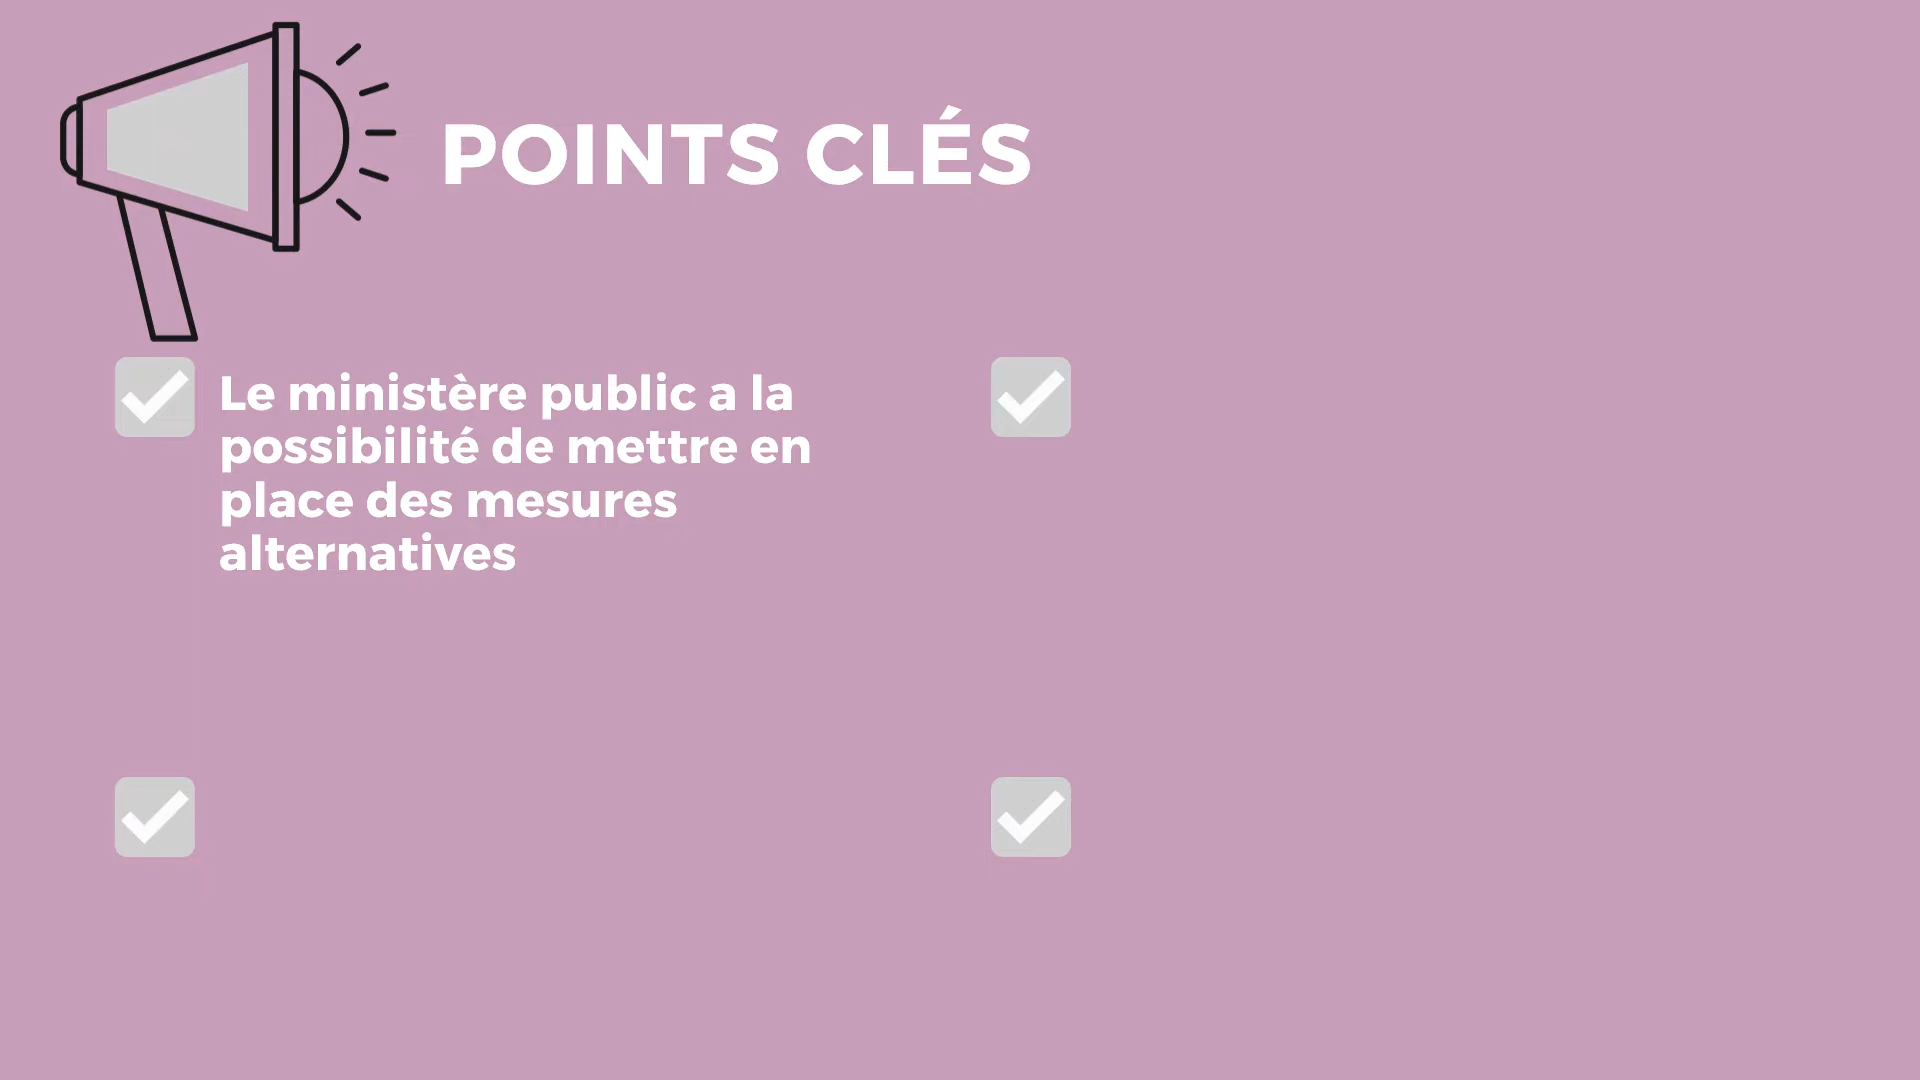 POINTS CLÉS
Le ministère public a la
possibilité de mettre en
place des mesures
alternatives